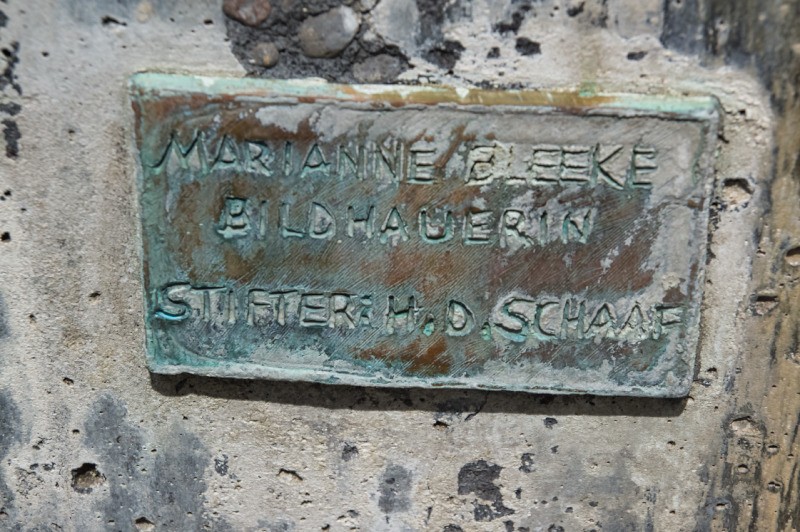 MARIANNE BLEEKE
BILDHAUERIN
STIFTER: H. D. SCHAAF